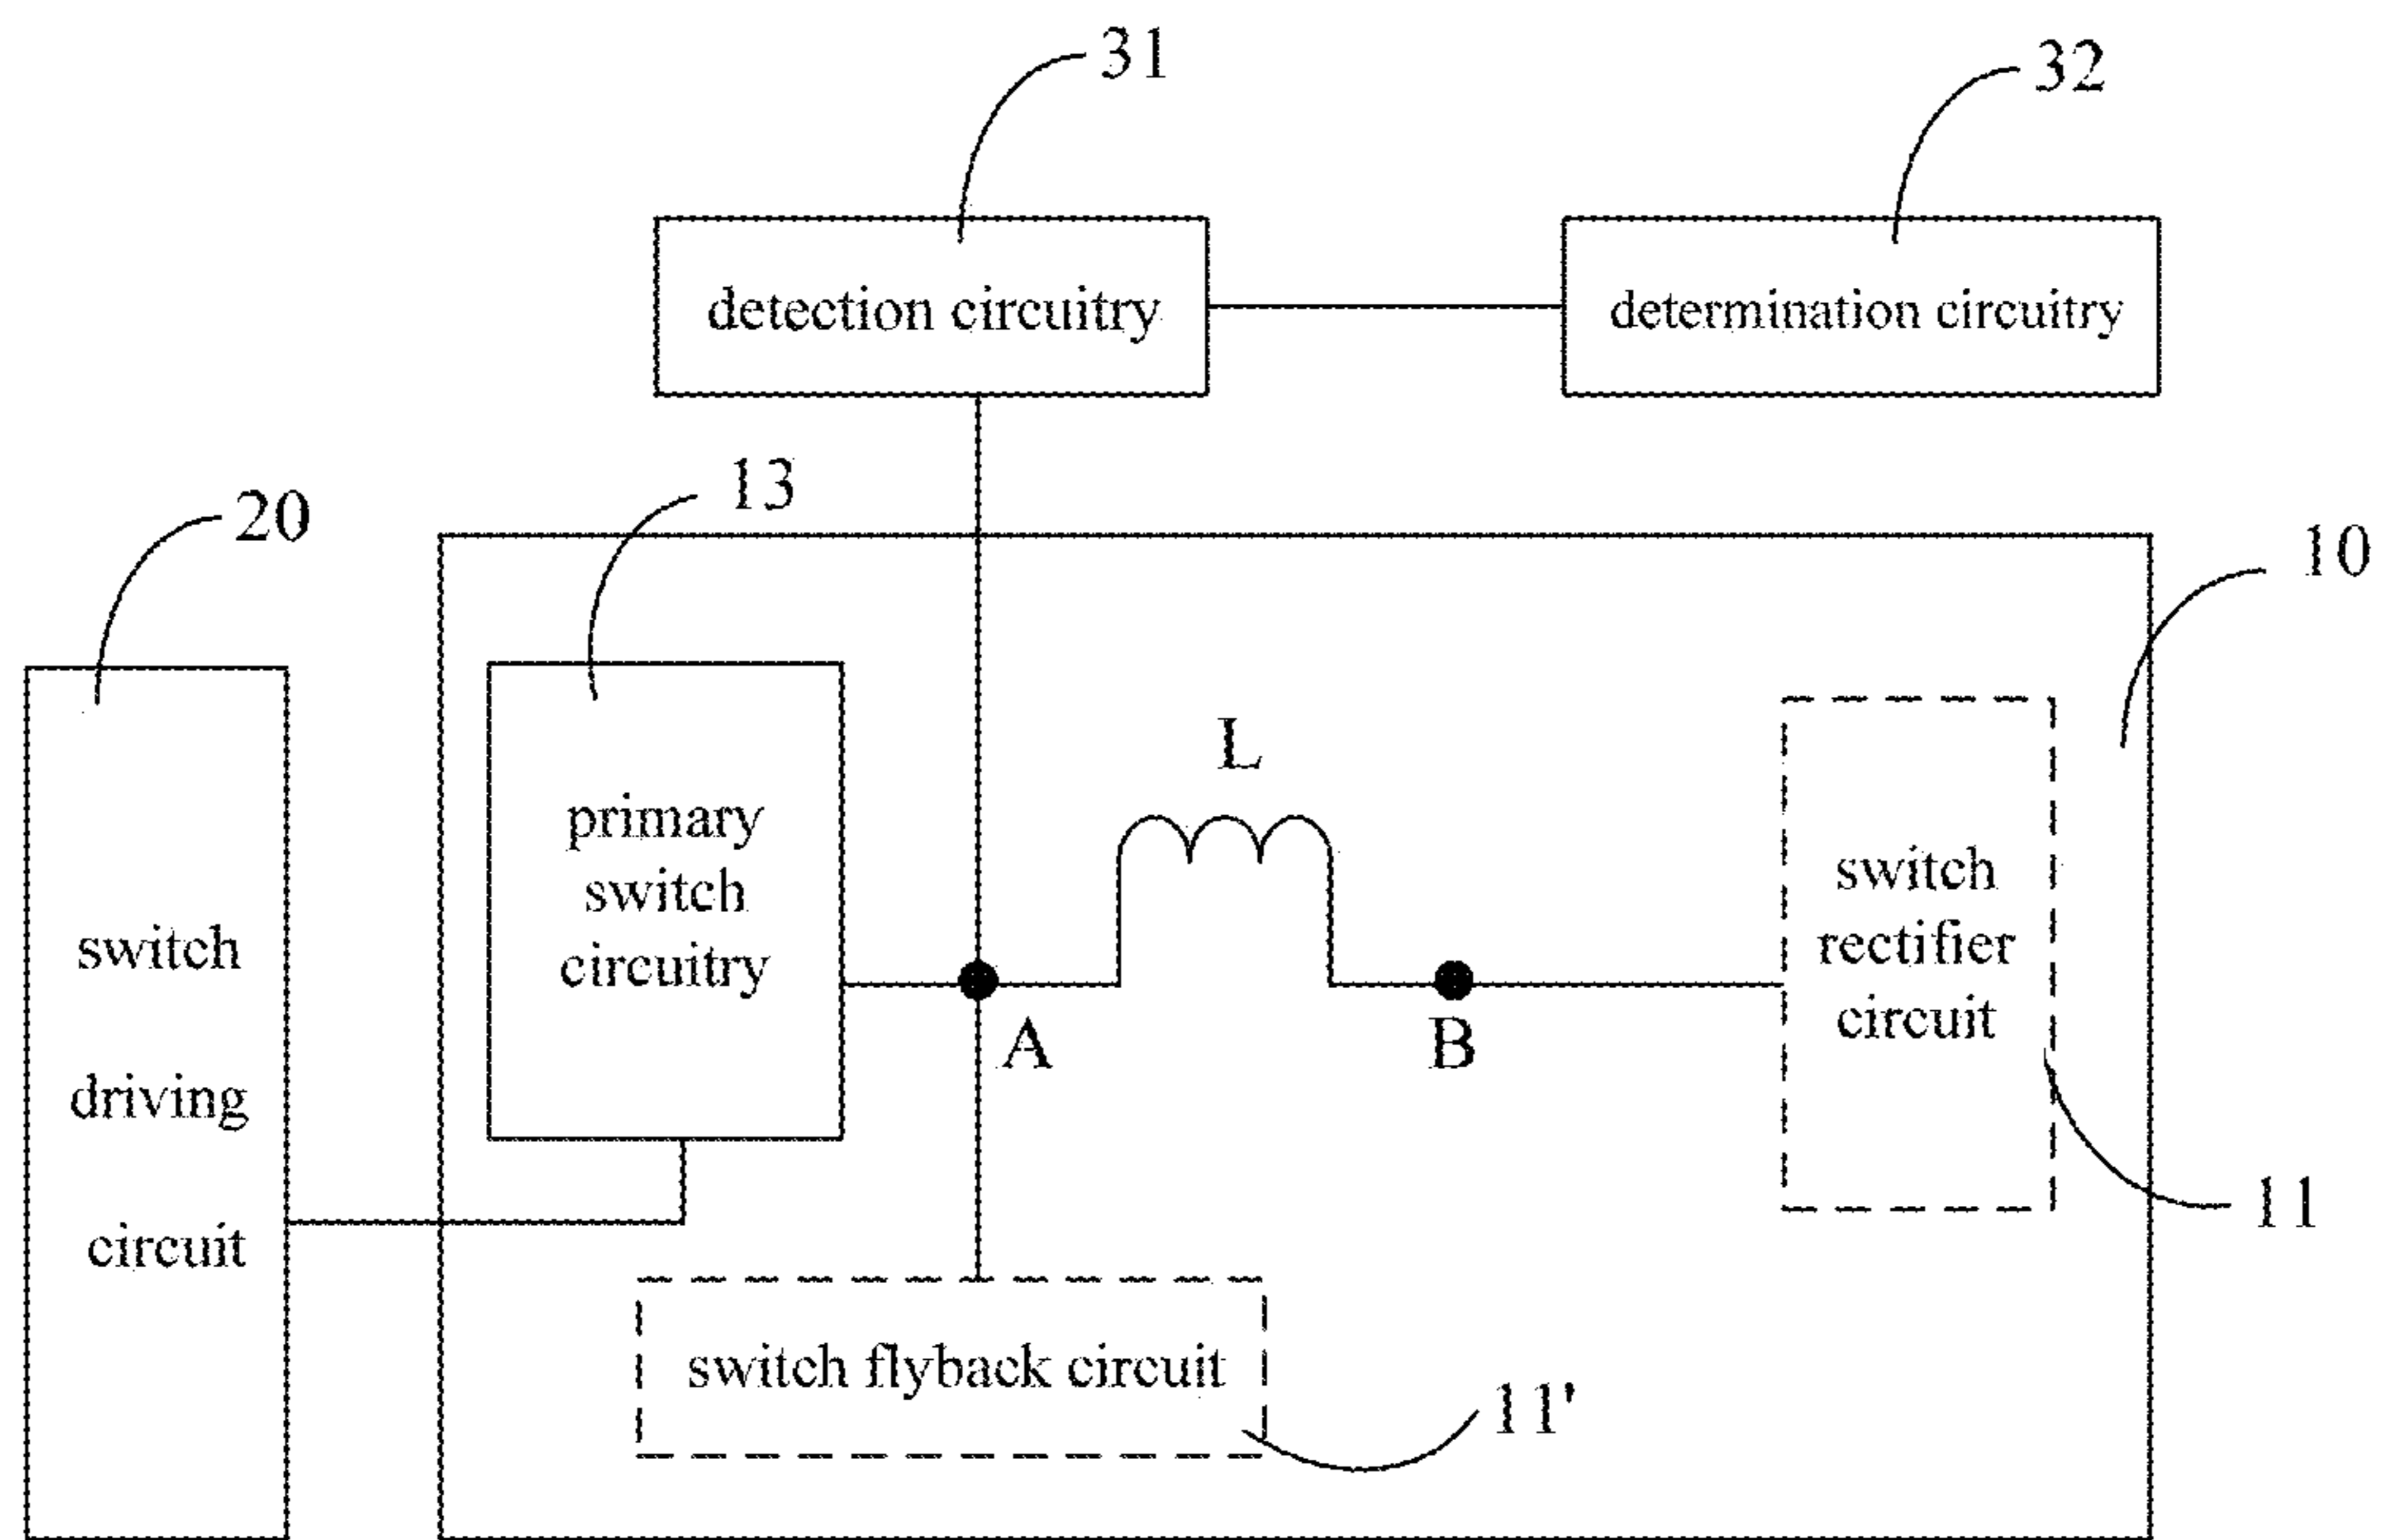 31
32
detection circuitry
determination circuitry
13
20
10
L
primary
switch
circuitry
switch
rectifier
circuit
A
B
switch
driving
circuit
11
switch flyback circuit
11'